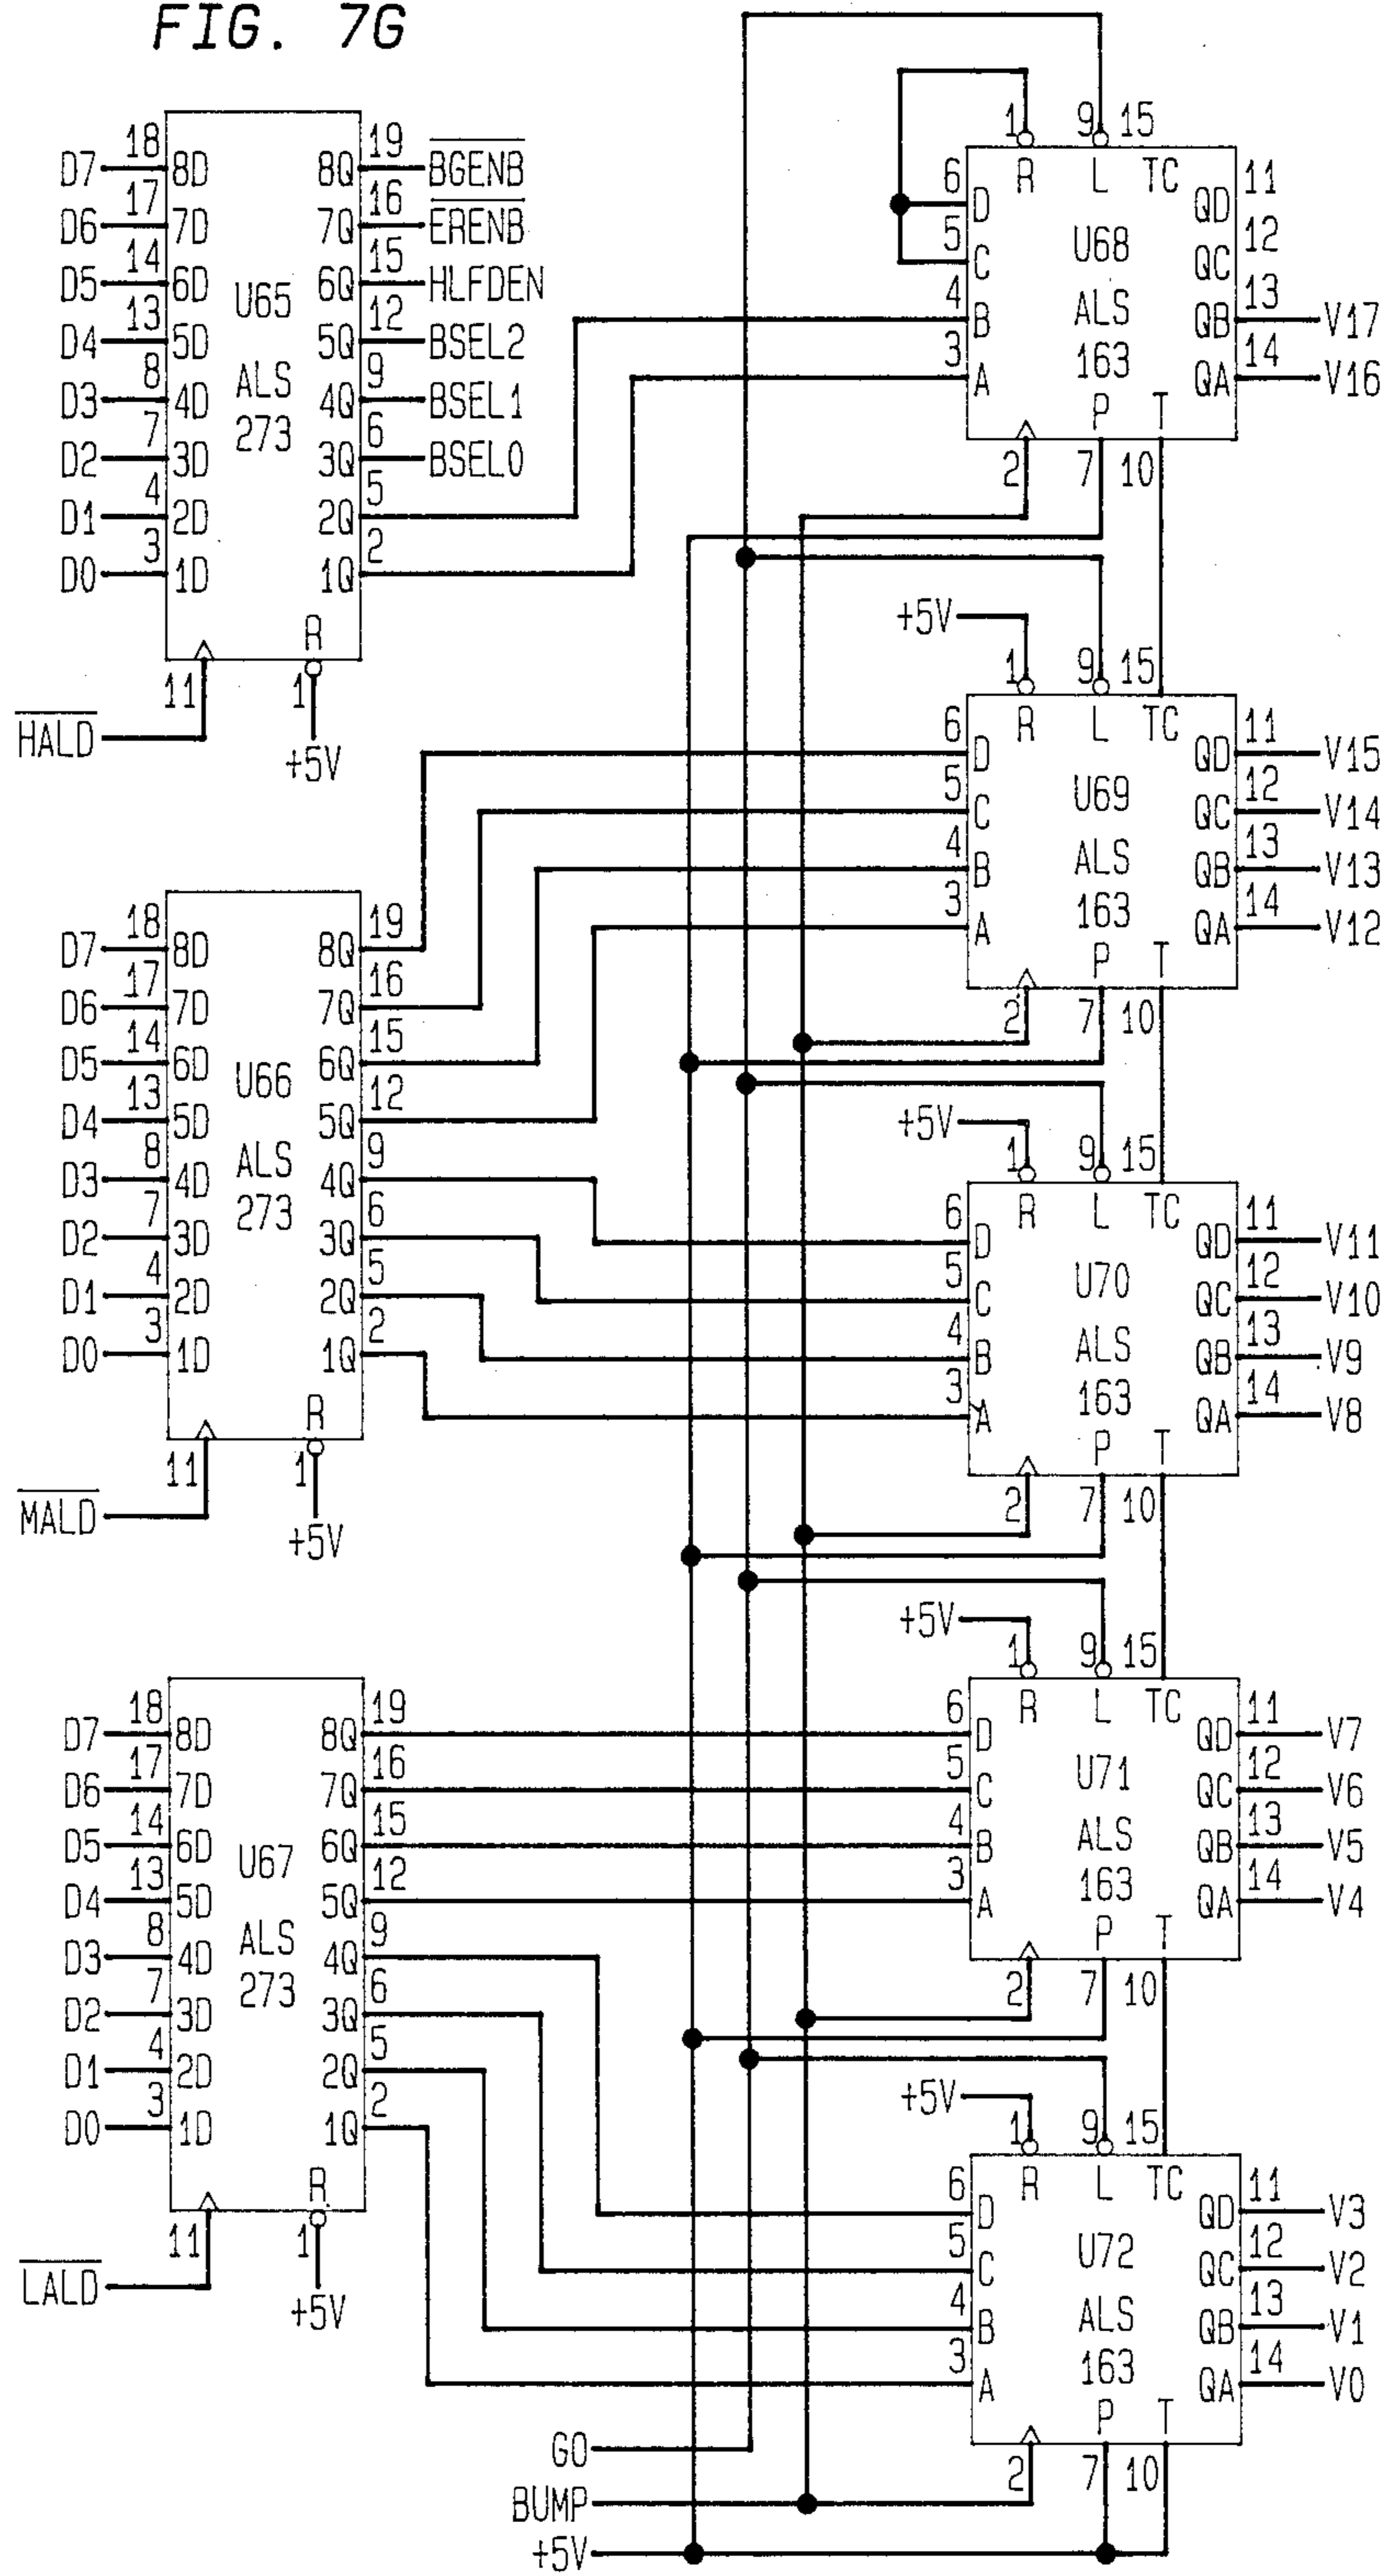 FIG. 7G
U65
ALS
273
D7 18 8D 8Q 19 BGENB
D6 17 7D 7Q 16 ERENB
D5 14 6D 6Q 15 HLFDEN
D4 13 5D 5Q 12 BSEL2
D3 8 4D 4Q 9 BSEL1
D2 7 3D 3Q 6 BSEL0
D1 4 2D 2Q 5
D0 3 1D 1Q 2
R
11 1
HALD
+5V
U66
ALS
273
D7 18 8D 8Q 19
D6 17 7D 7Q 16
D5 14 6D 6Q 15
D4 13 5D 5Q 12
D3 8 4D 4Q 9
D2 7 3D 3Q 6
D1 4 2D 2Q 5
D0 3 1D 1Q 2
R
11 1
MALD
+5V
U67
ALS
273
D7 18 8D 8Q 19
D6 17 7D 7Q 16
D5 14 6D 6Q 15
D4 13 5D 5Q 12
D3 8 4D 4Q 9
D2 7 3D 3Q 6
D1 4 2D 2Q 5
D0 3 1D 1Q 2
R
11 1
LALD
+5V
1 9 15
R L TC
U68
ALS
163
6 D QD 11
5 C QC 12
4 B QB 13 V17
3 A QA 14 V16
P T
2 7 10
+5V
1 9 15
R L TC
U69
ALS
163
6 D QD 11 V15
5 C QC 12 V14
4 B QB 13 V13
3 A QA 14 V12
P T
2 7 10
+5V
1 9 15
R L TC
U70
ALS
163
6 D QD 11 V11
5 C QC 12 V10
4 B QB 13 V9
3 A QA 14 V8
P T
2 7 10
+5V
1 9 15
R L TC
U71
ALS
163
6 D QD 11 V7
5 C QC 12 V6
4 B QB 13 V5
3 A QA 14 V4
P T
2 7 10
+5V
1 9 15
R L TC
U72
ALS
163
6 D QD 11 V3
5 C QC 12 V2
4 B QB 13 V1
3 A QA 14 V0
P T
2 7 10
GO
BUMP
+5V